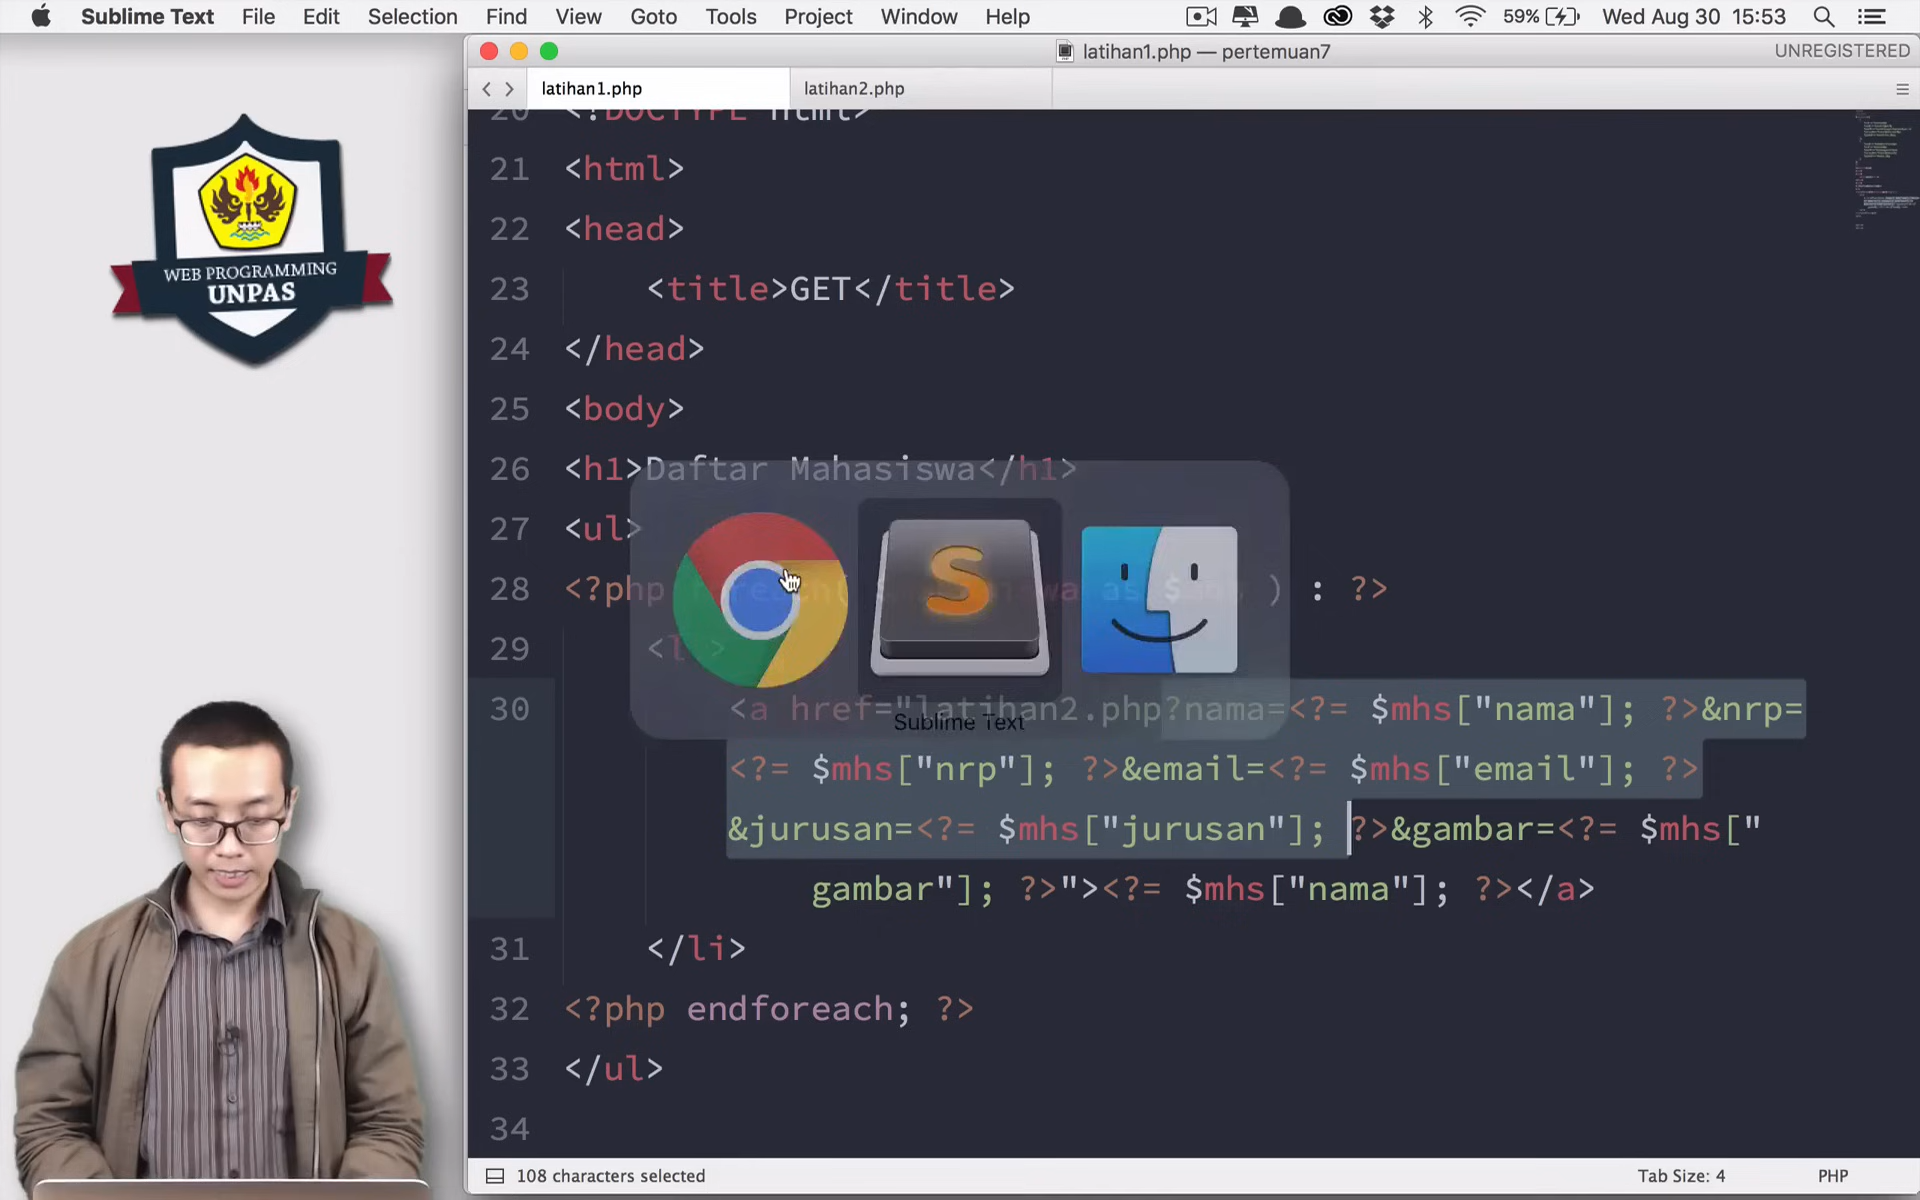 Sublime Text File Edit Selection Find View Goto Tools Project Window Help 59% Wed Aug 30 15:53
latihan1.php — pertemuan7 UNREGISTERED
latihan1.php latihan2.php
WEB PROGRAMMING
UNPAS
20 <!DOCTYPE html>
21 <html>
22 <head>
23 <title>GET</title>
24 </head>
25 <body>
26 <h1>Daftar Mahasiswa</h1>
27 <ul>
28 <?php ) : ?>
29 <l >
30 <a href="latihan2.php?nama=<?= $mhs["nama"]; ?>&nrp=
<?= $mhs["nrp"]; ?>&email=<?= $mhs["email"]; ?>
&jurusan=<?= $mhs["jurusan"]; ?>&gambar=<?= $mhs["
gambar"]; ?>"><?= $mhs["nama"]; ?></a>
31 </li>
32 <?php endforeach; ?>
33 </ul>
34
S
Sublime Text
108 characters selected Tab Size: 4 PHP